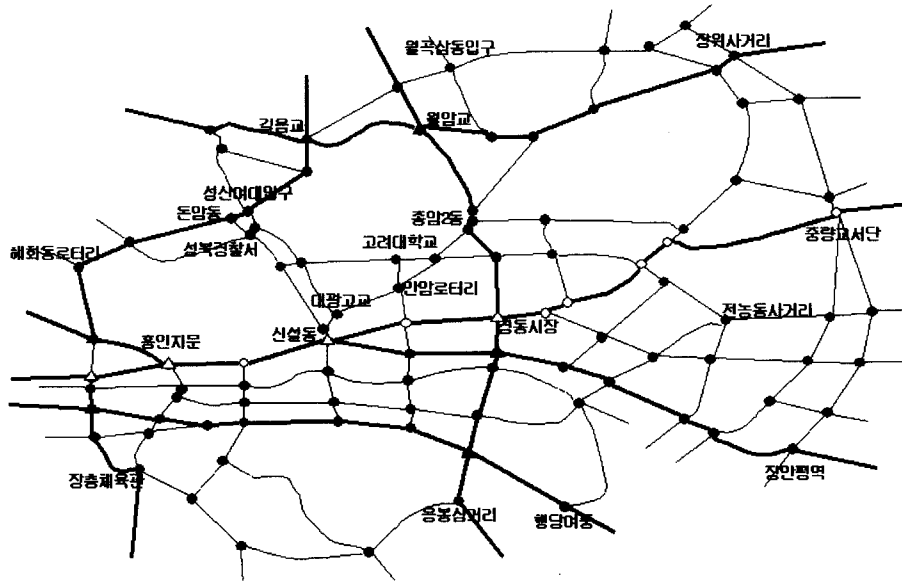 장위사거리
월곡삼동입구
길음교
월암교
성산여대입구
돈암동
종암2동
성북경찰서
고려대학교
중량교서단
혜화동로터리
안암로터리
대광고교
경동시장
전농동사거리
신설동
흥인지문
장충체육관
장안평역
응봉삼거리
행당여중